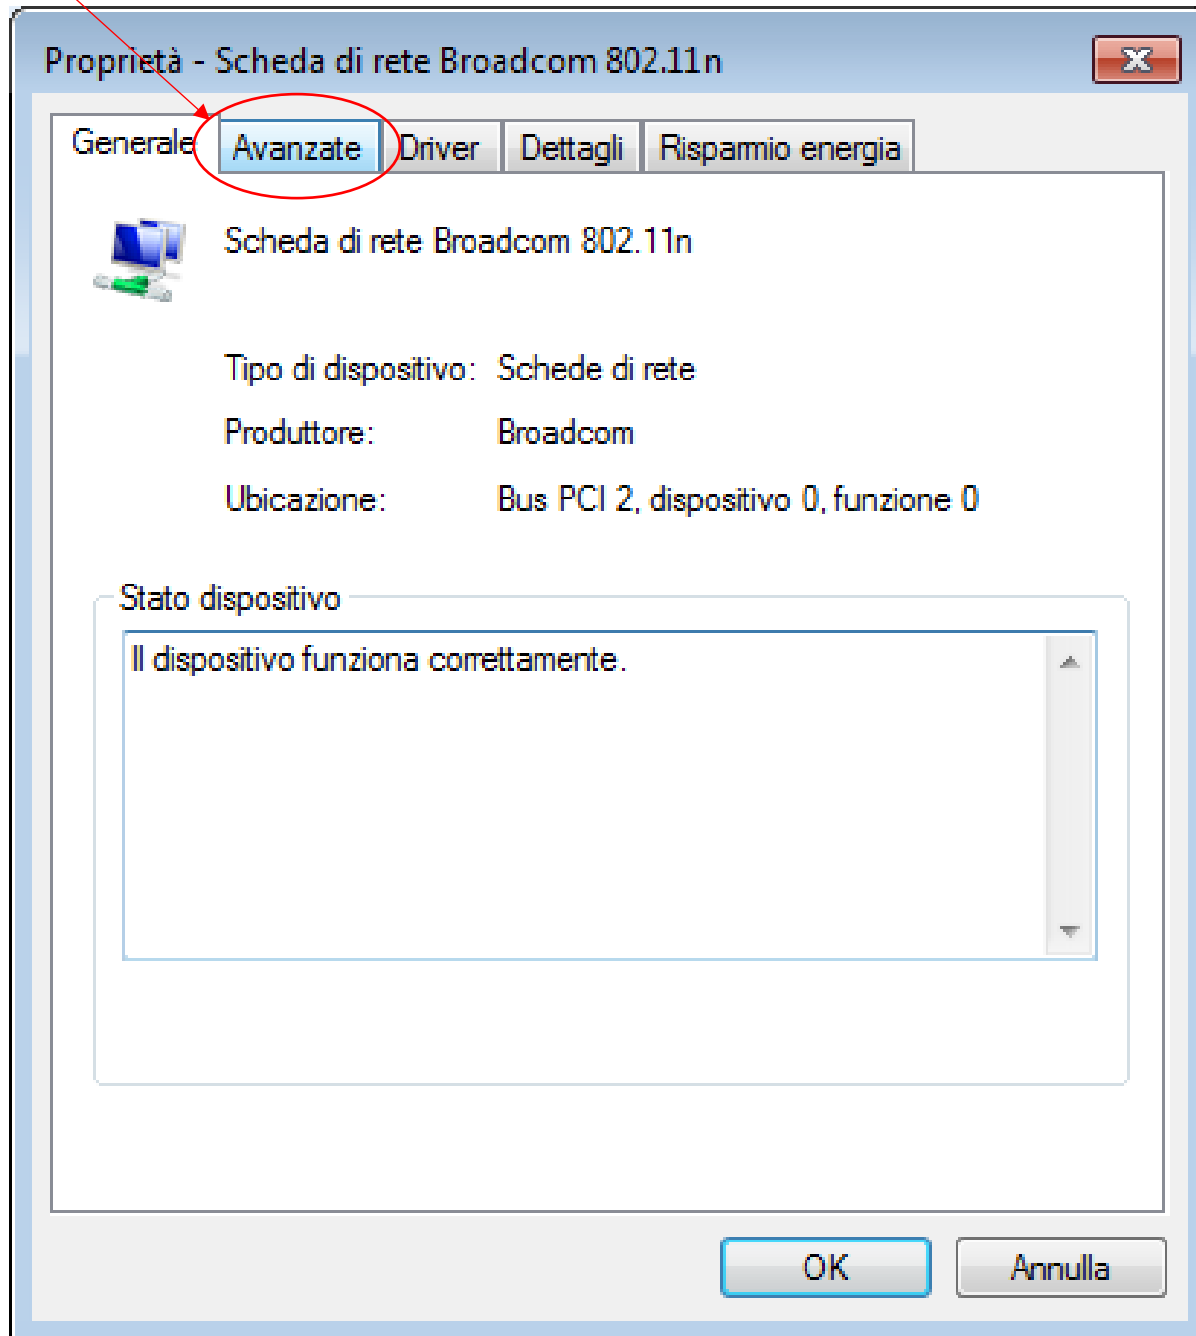 Proprietà - Scheda di rete Broadcom 802.11n
Generale Avanzate Driver Dettagli Risparmio energia
Scheda di rete Broadcom 802.11n
Tipo di dispositivo: Schede di rete
Produttore: Broadcom
Ubicazione: Bus PCI 2, dispositivo 0, funzione 0
Stato dispositivo
Il dispositivo funziona correttamente.
OK Annulla